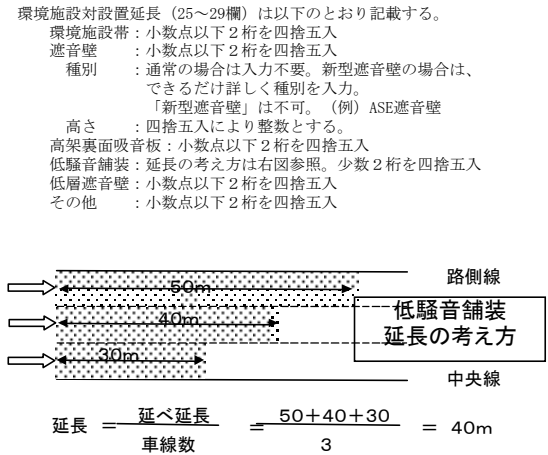 環境施設対設置延長（25～29欄）は以下のとおり記載する。
環境施設帯：小数点以下２桁を四捨五入
遮音壁　　：小数点以下２桁を四捨五入
種別　　：通常の場合は入力不要。新型遮音壁の場合は、
できるだけ詳しく種別を入力。
「新型遮音壁」は不可。（例）ASE遮音壁
高さ　　：四捨五入により整数とする。
高架裏面吸音板：小数点以下２桁を四捨五入
低騒音舗装：延長の考え方は右図参照。少数２桁を四捨五入
低層遮音壁：小数点以下２桁を四捨五入
その他　　：小数点以下２桁を四捨五入
路側線
50ｍ
40ｍ
低騒音舗装
延長の考え方
30ｍ
中央線
延長 ＝ 延べ延長 ＝ 50＋40＋30 ＝ 40ｍ
車線数 3